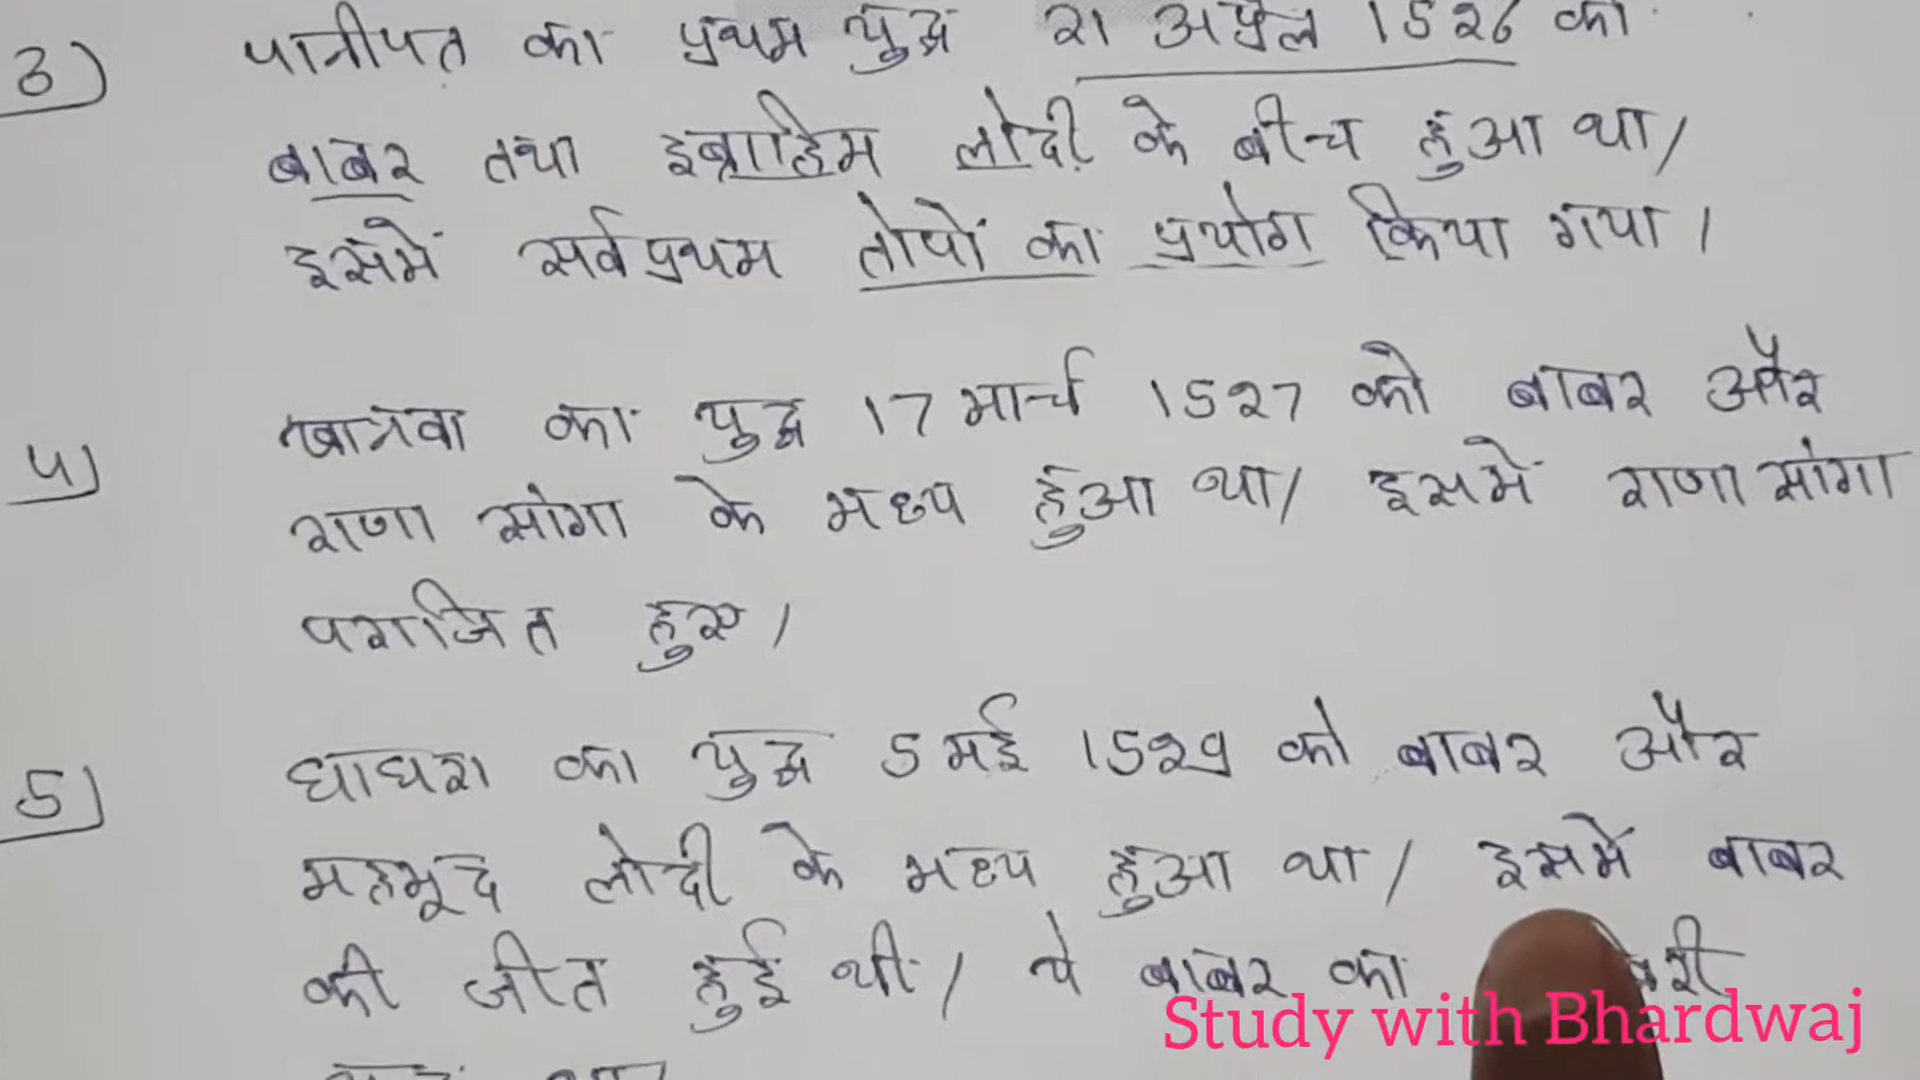 3) पानीपत का प्रथम युद्ध 21 अप्रैल 1526 को
बाबर तथा इब्राहिम लोदी के बीच हुआ था/
इसमें सर्वप्रथम तोपों का प्रयोग किया गया।
4) खानवा का युद्ध 17 मार्च 1527 को बाबर और
राणा सांगा के मध्य हुआ था/ इसमें राणा सांगा
पराजित हुए/
5) घाघरा का युद्ध 5 मई 1529 को बाबर और
महमूद लोदी के मध्य हुआ था/ इसमें बाबर
की जीत हुई थी/ ये बाबर का
Study with Bhardwaj